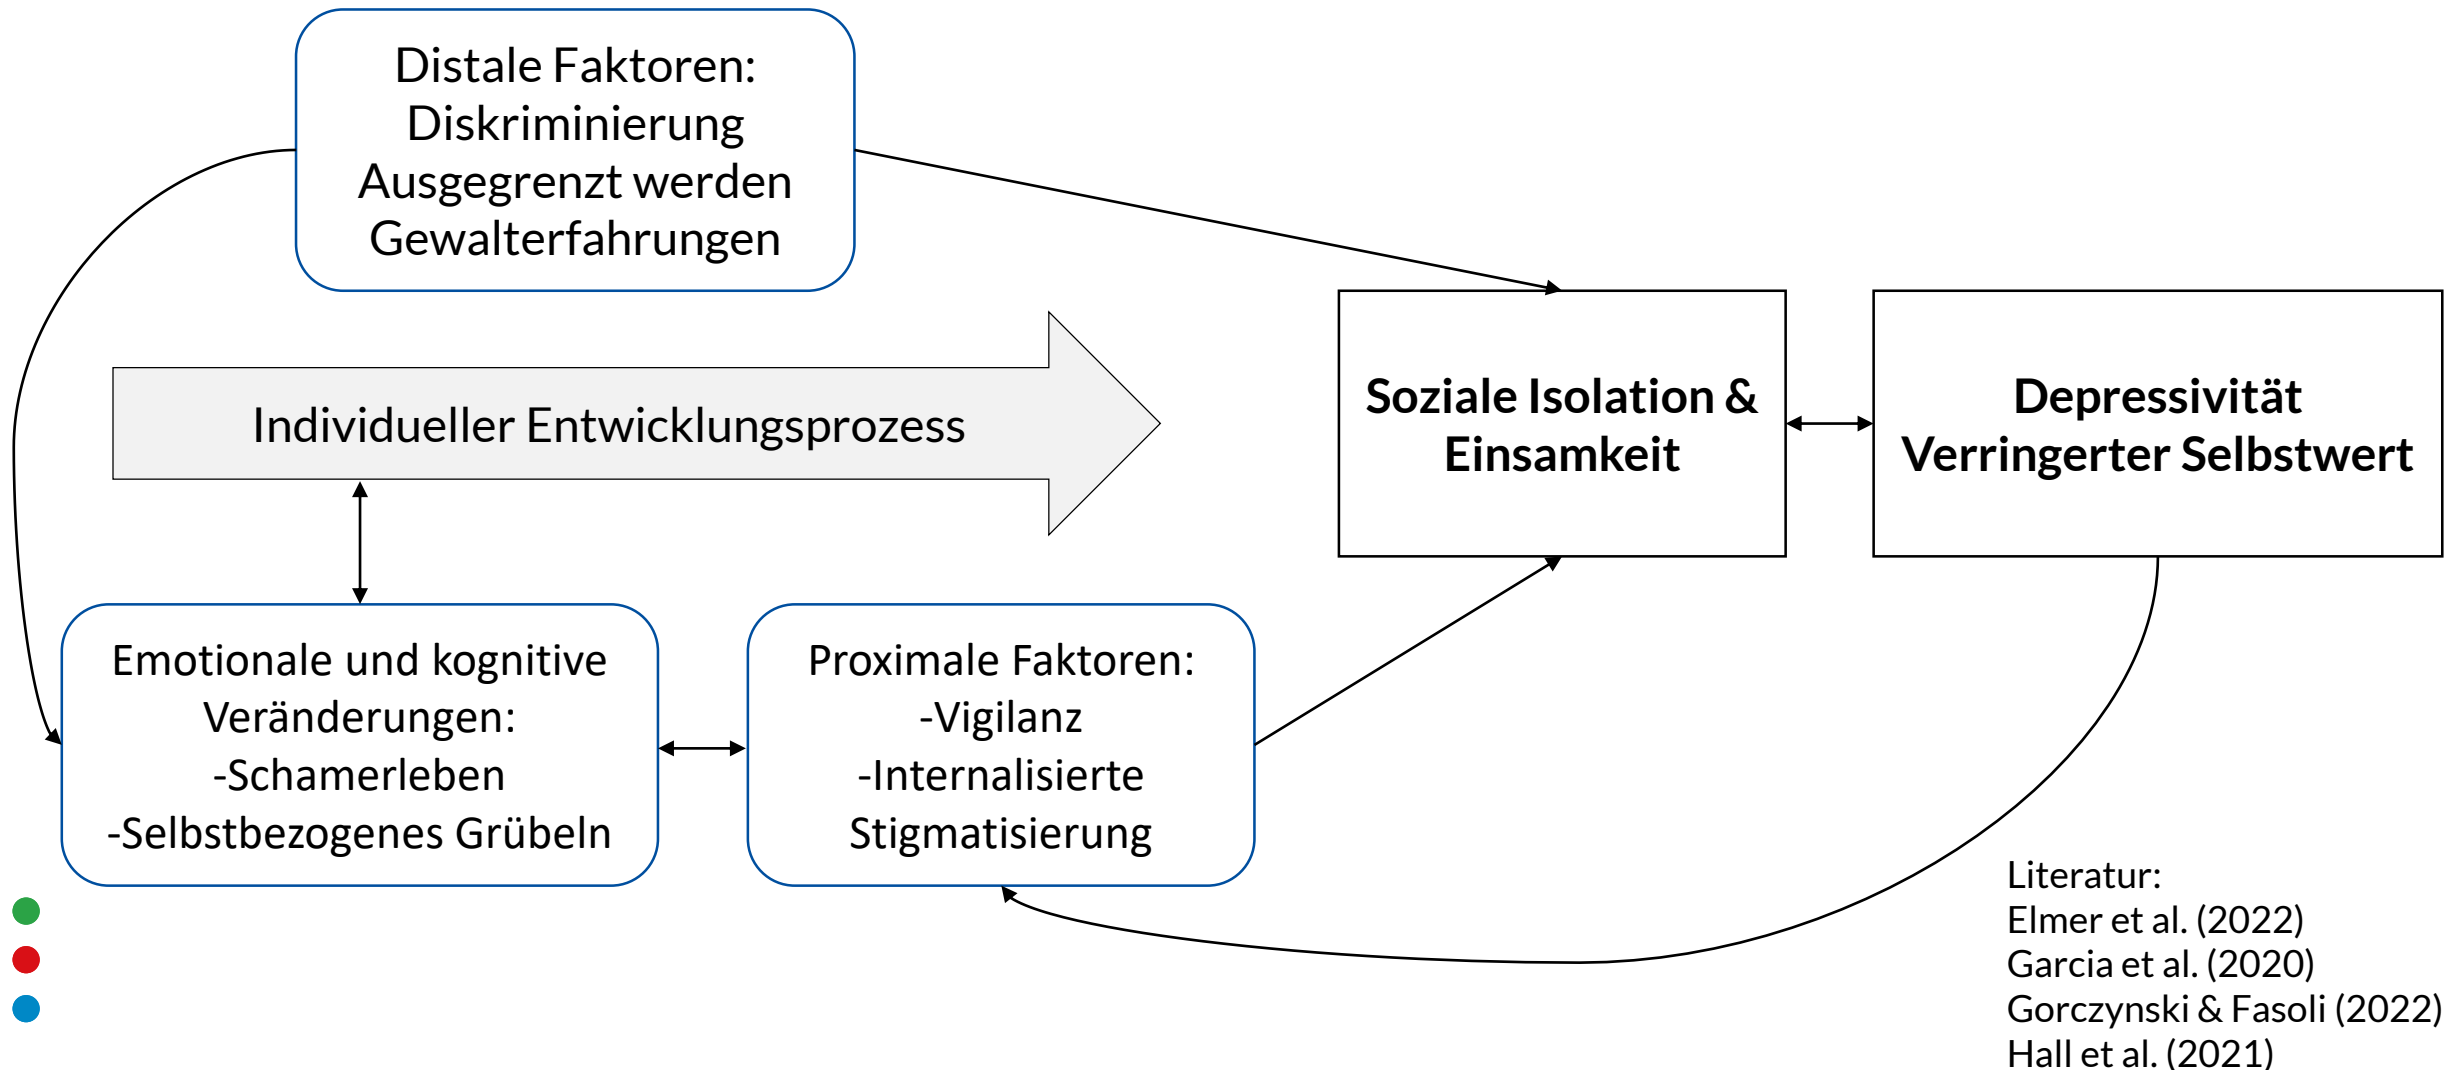 Distale Faktoren:
Diskriminierung
Ausgegrenzt werden
Gewalterfahrungen
Individueller Entwicklungsprozess
Soziale Isolation &
Einsamkeit
Depressivität
Verringerter Selbstwert
Emotionale und kognitive
Veränderungen:
-Schamerleben
-Selbstbezogenes Grübeln
Proximale Faktoren:
-Vigilanz
-Internalisierte
Stigmatisierung
Literatur:
Elmer et al. (2022)
Garcia et al. (2020)
Gorczynski & Fasoli (2022)
Hall et al. (2021)